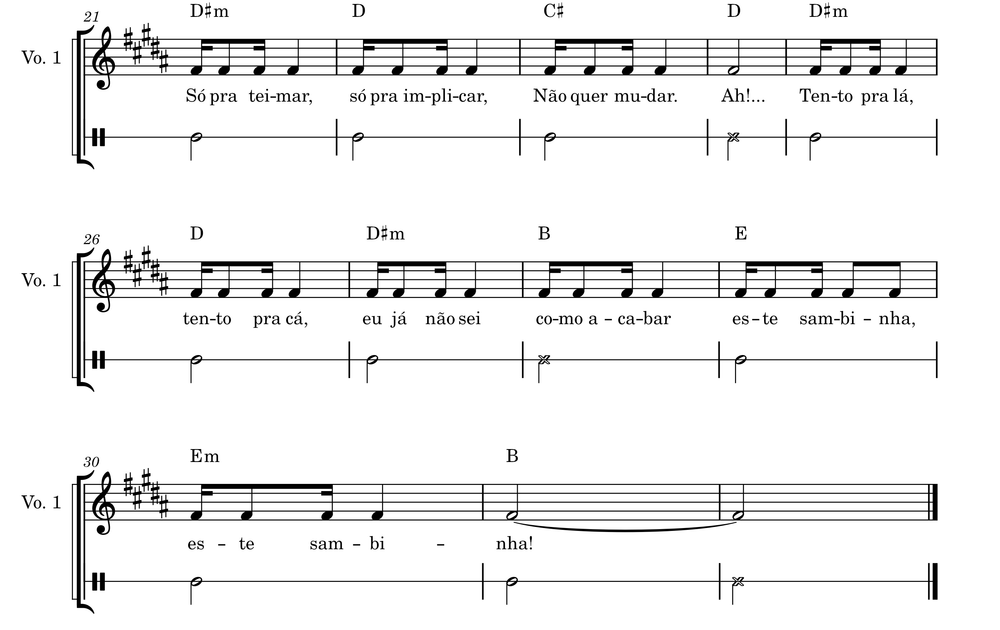 21 D♯m D C♯ D D♯m
Vo. 1
Só pra tei-mar, só pra im-pli-car, Não quer mu-dar. Ah!... Ten-to pra lá,
26 D D♯m B E
Vo. 1
ten-to pra cá, eu já não sei co-mo a-ca-bar es-te sam-bi-nha,
30 Em B
Vo. 1
es-te sam-bi-nha!